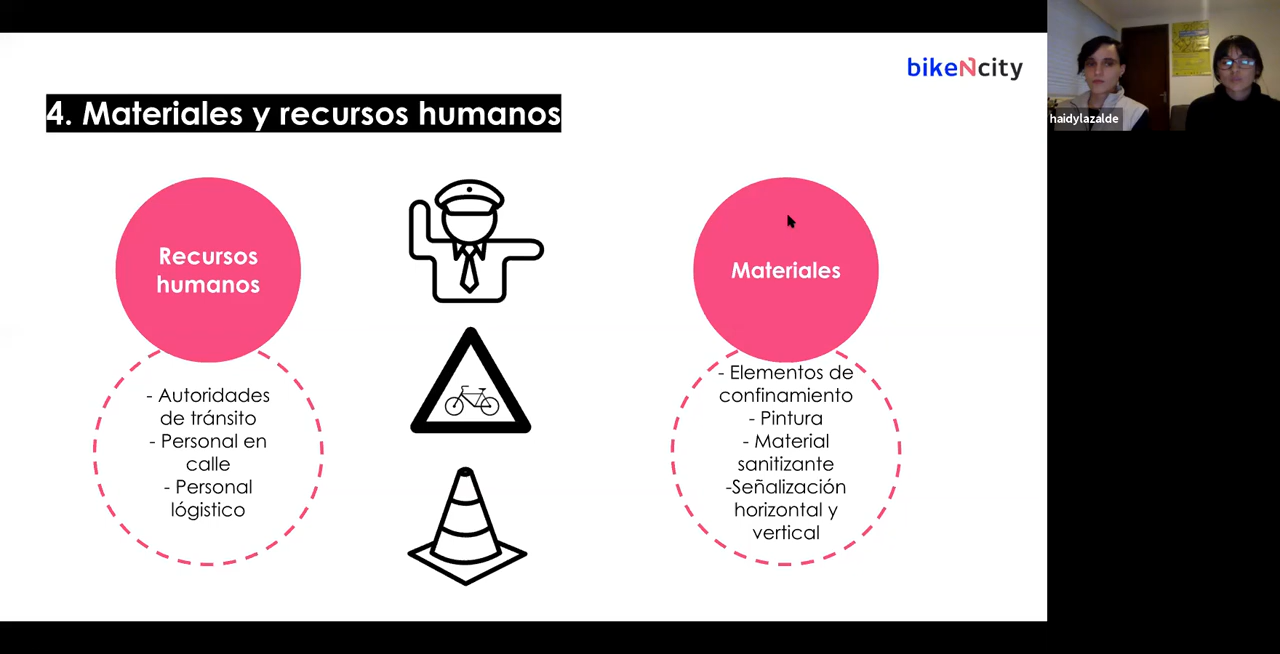 bikeNcity
4. Materiales y recursos humanos
haidylazalde
Recursos
humanos
- Autoridades
de tránsito
- Personal en
calle
- Personal
lógistico
Materiales
- Elementos de
confinamiento
- Pintura
- Material
sanitizante
-Señalización
horizontal y
vertical